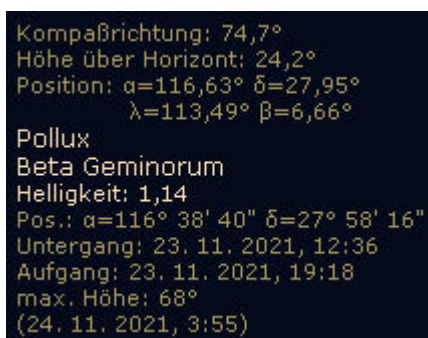 Kompaßrichtung: 74,7°
Höhe über Horizont: 24,2°
Position: α=116,63° δ=27,95°
λ=113,49° β=6,66°
Pollux
Beta Geminorum
Helligkeit: 1,14
Pos.: α=116° 38' 40" δ=27° 58' 16"
Untergang: 23. 11. 2021, 12:36
Aufgang: 23. 11. 2021, 19:18
max. Höhe: 68°
(24. 11. 2021, 3:55)